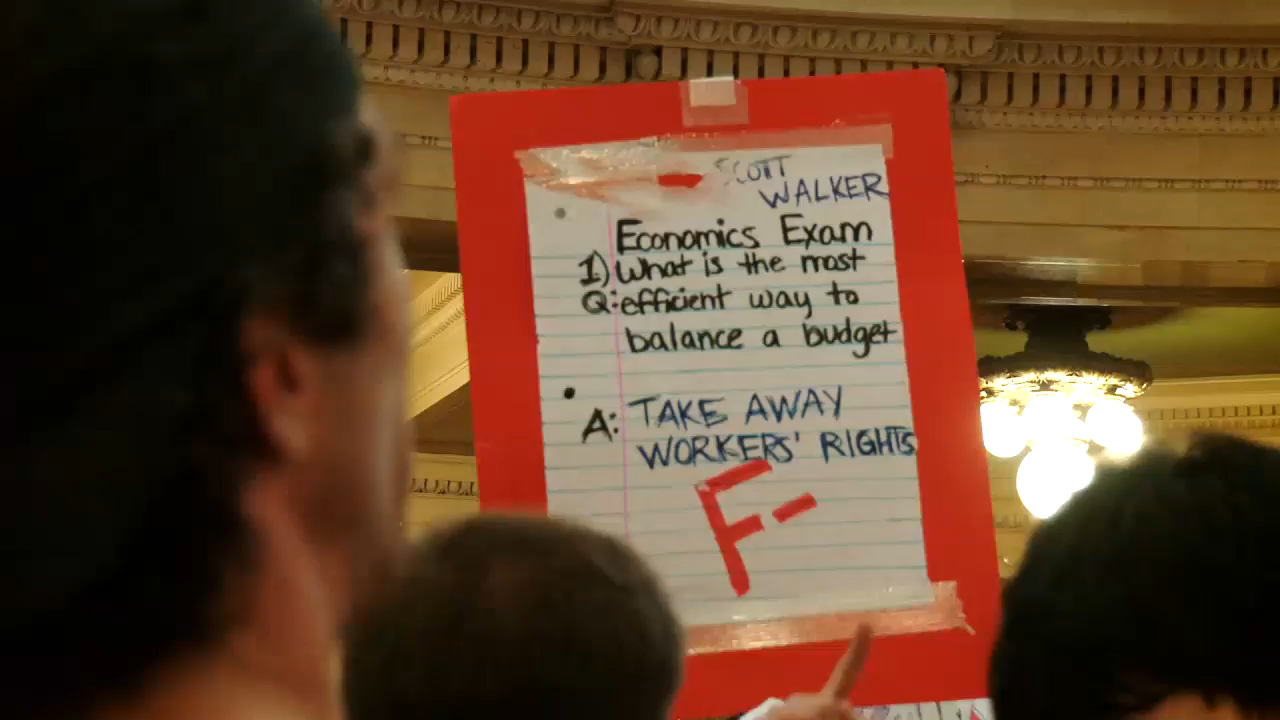 SCOTT
WALKER
Economics Exam
1) What is the most
Q: efficient way to
balance a budget
A: TAKE AWAY
WORKERS' RIGHTS
F-